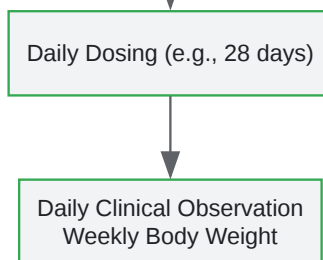 Daily Dosing (e.g., 28 days)
Daily Clinical Observation
Weekly Body Weight